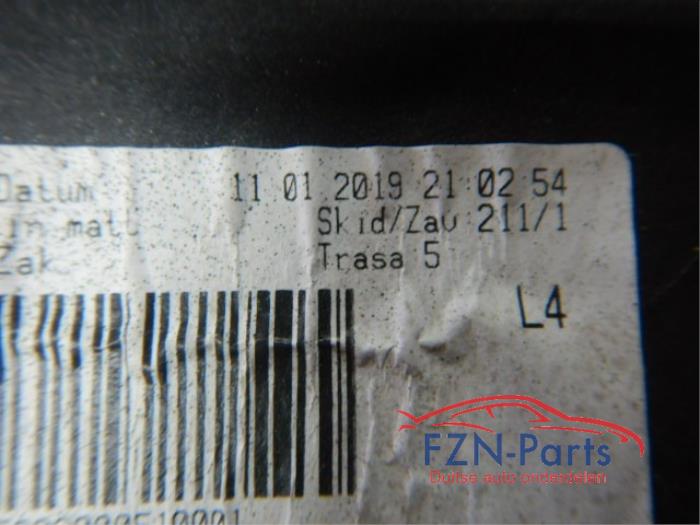 Datum 11 01 2019 21 02 54
matt Skid/Zav 211/1
Zak Trasa 5
L4
FZN-Parts
Duitse auto onderdelen